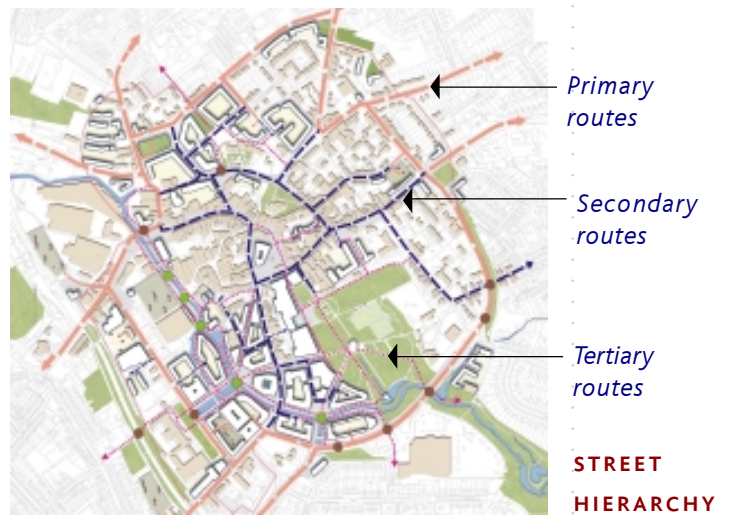 Primary
routes
Secondary
routes
Tertiary
routes
STREET
HIERARCHY